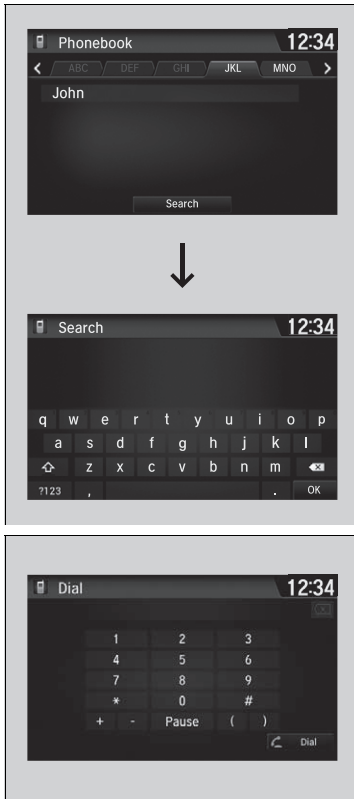 Phonebook 12:34
ABC DEF GHI JKL MNO
John
Search
Search 12:34
q w e r t y u i o p
a s d f g h j k l
z x c v b n m
?123 , . OK
Dial 12:34
1 2 3
4 5 6
7 8 9
* 0 #
+ - Pause ( )
Dial